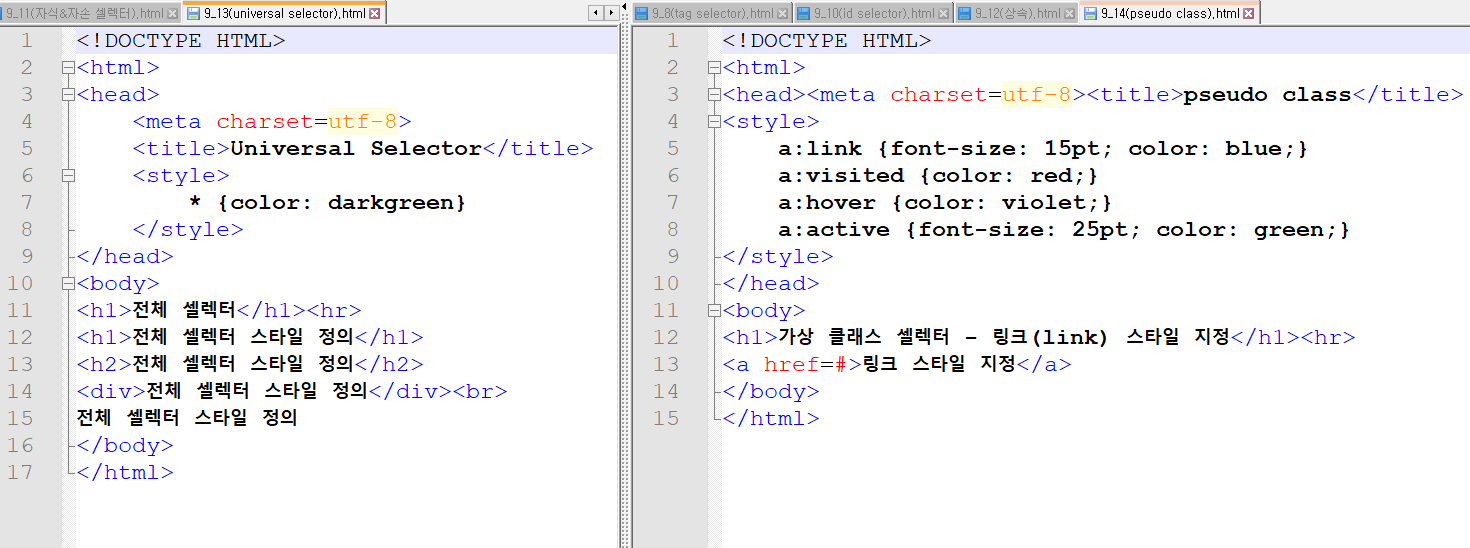 9_11(자식&자손 셀렉터),html 9_13(universal selector),html
1 <!DOCTYPE HTML>
2 <html>
3 <head>
4 <meta charset=utf-8>
5 <title>Universal Selector</title>
6 <style>
7 * {color: darkgreen}
8 </style>
9 </head>
10 <body>
11 <h1>전체 셀렉터</h1><hr>
12 <h1>전체 셀렉터 스타일 정의</h1>
13 <h2>전체 셀렉터 스타일 정의</h2>
14 <div>전체 셀렉터 스타일 정의</div><br>
15 전체 셀렉터 스타일 정의
16 </body>
17 </html>
9_8(tag selector),html 9_10(id selector),html 9_12(상속),html 9_14(pseudo class),html
1 <!DOCTYPE HTML>
2 <html>
3 <head><meta charset=utf-8><title>pseudo class</title>
4 <style>
5 a:link {font-size: 15pt; color: blue;}
6 a:visited {color: red;}
7 a:hover {color: violet;}
8 a:active {font-size: 25pt; color: green;}
9 </style>
10 </head>
11 <body>
12 <h1>가상 클래스 셀렉터 - 링크(link) 스타일 지정</h1><hr>
13 <a href=#>링크 스타일 지정</a>
14 </body>
15 </html>